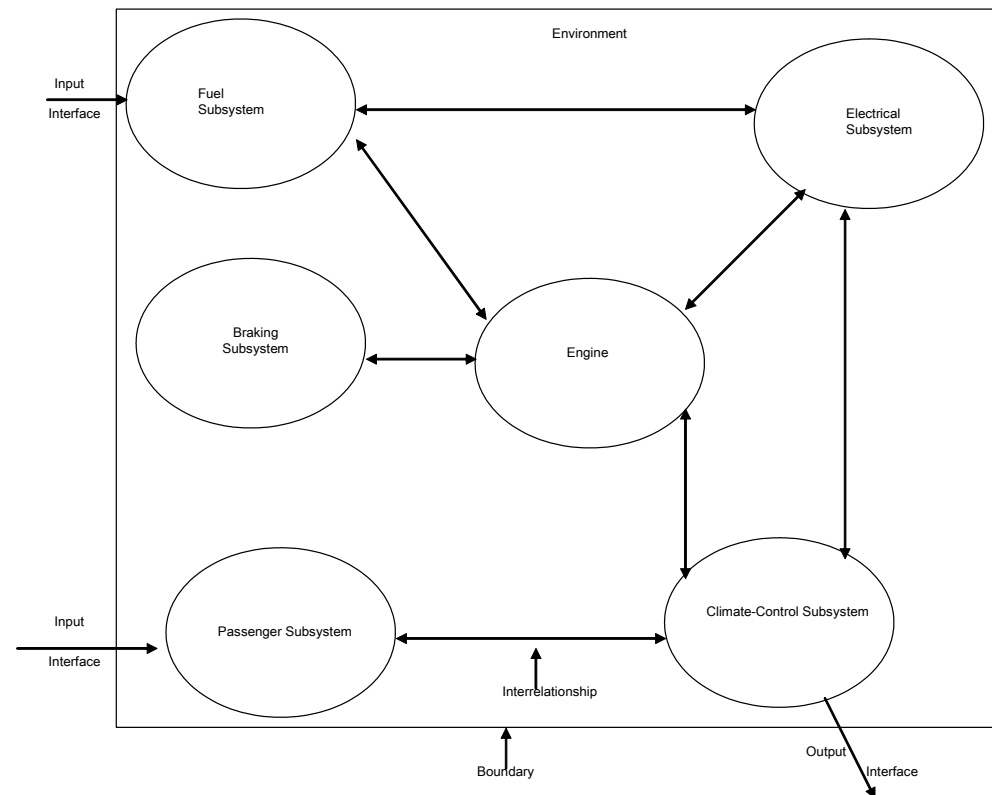 Environment
Input
Interface
Fuel
Subsystem
Electrical
Subsystem
Braking
Subsystem
Engine
Input
Interface
Passenger Subsystem
Climate-Control Subsystem
Interrelationship
Output
Interface
Boundary